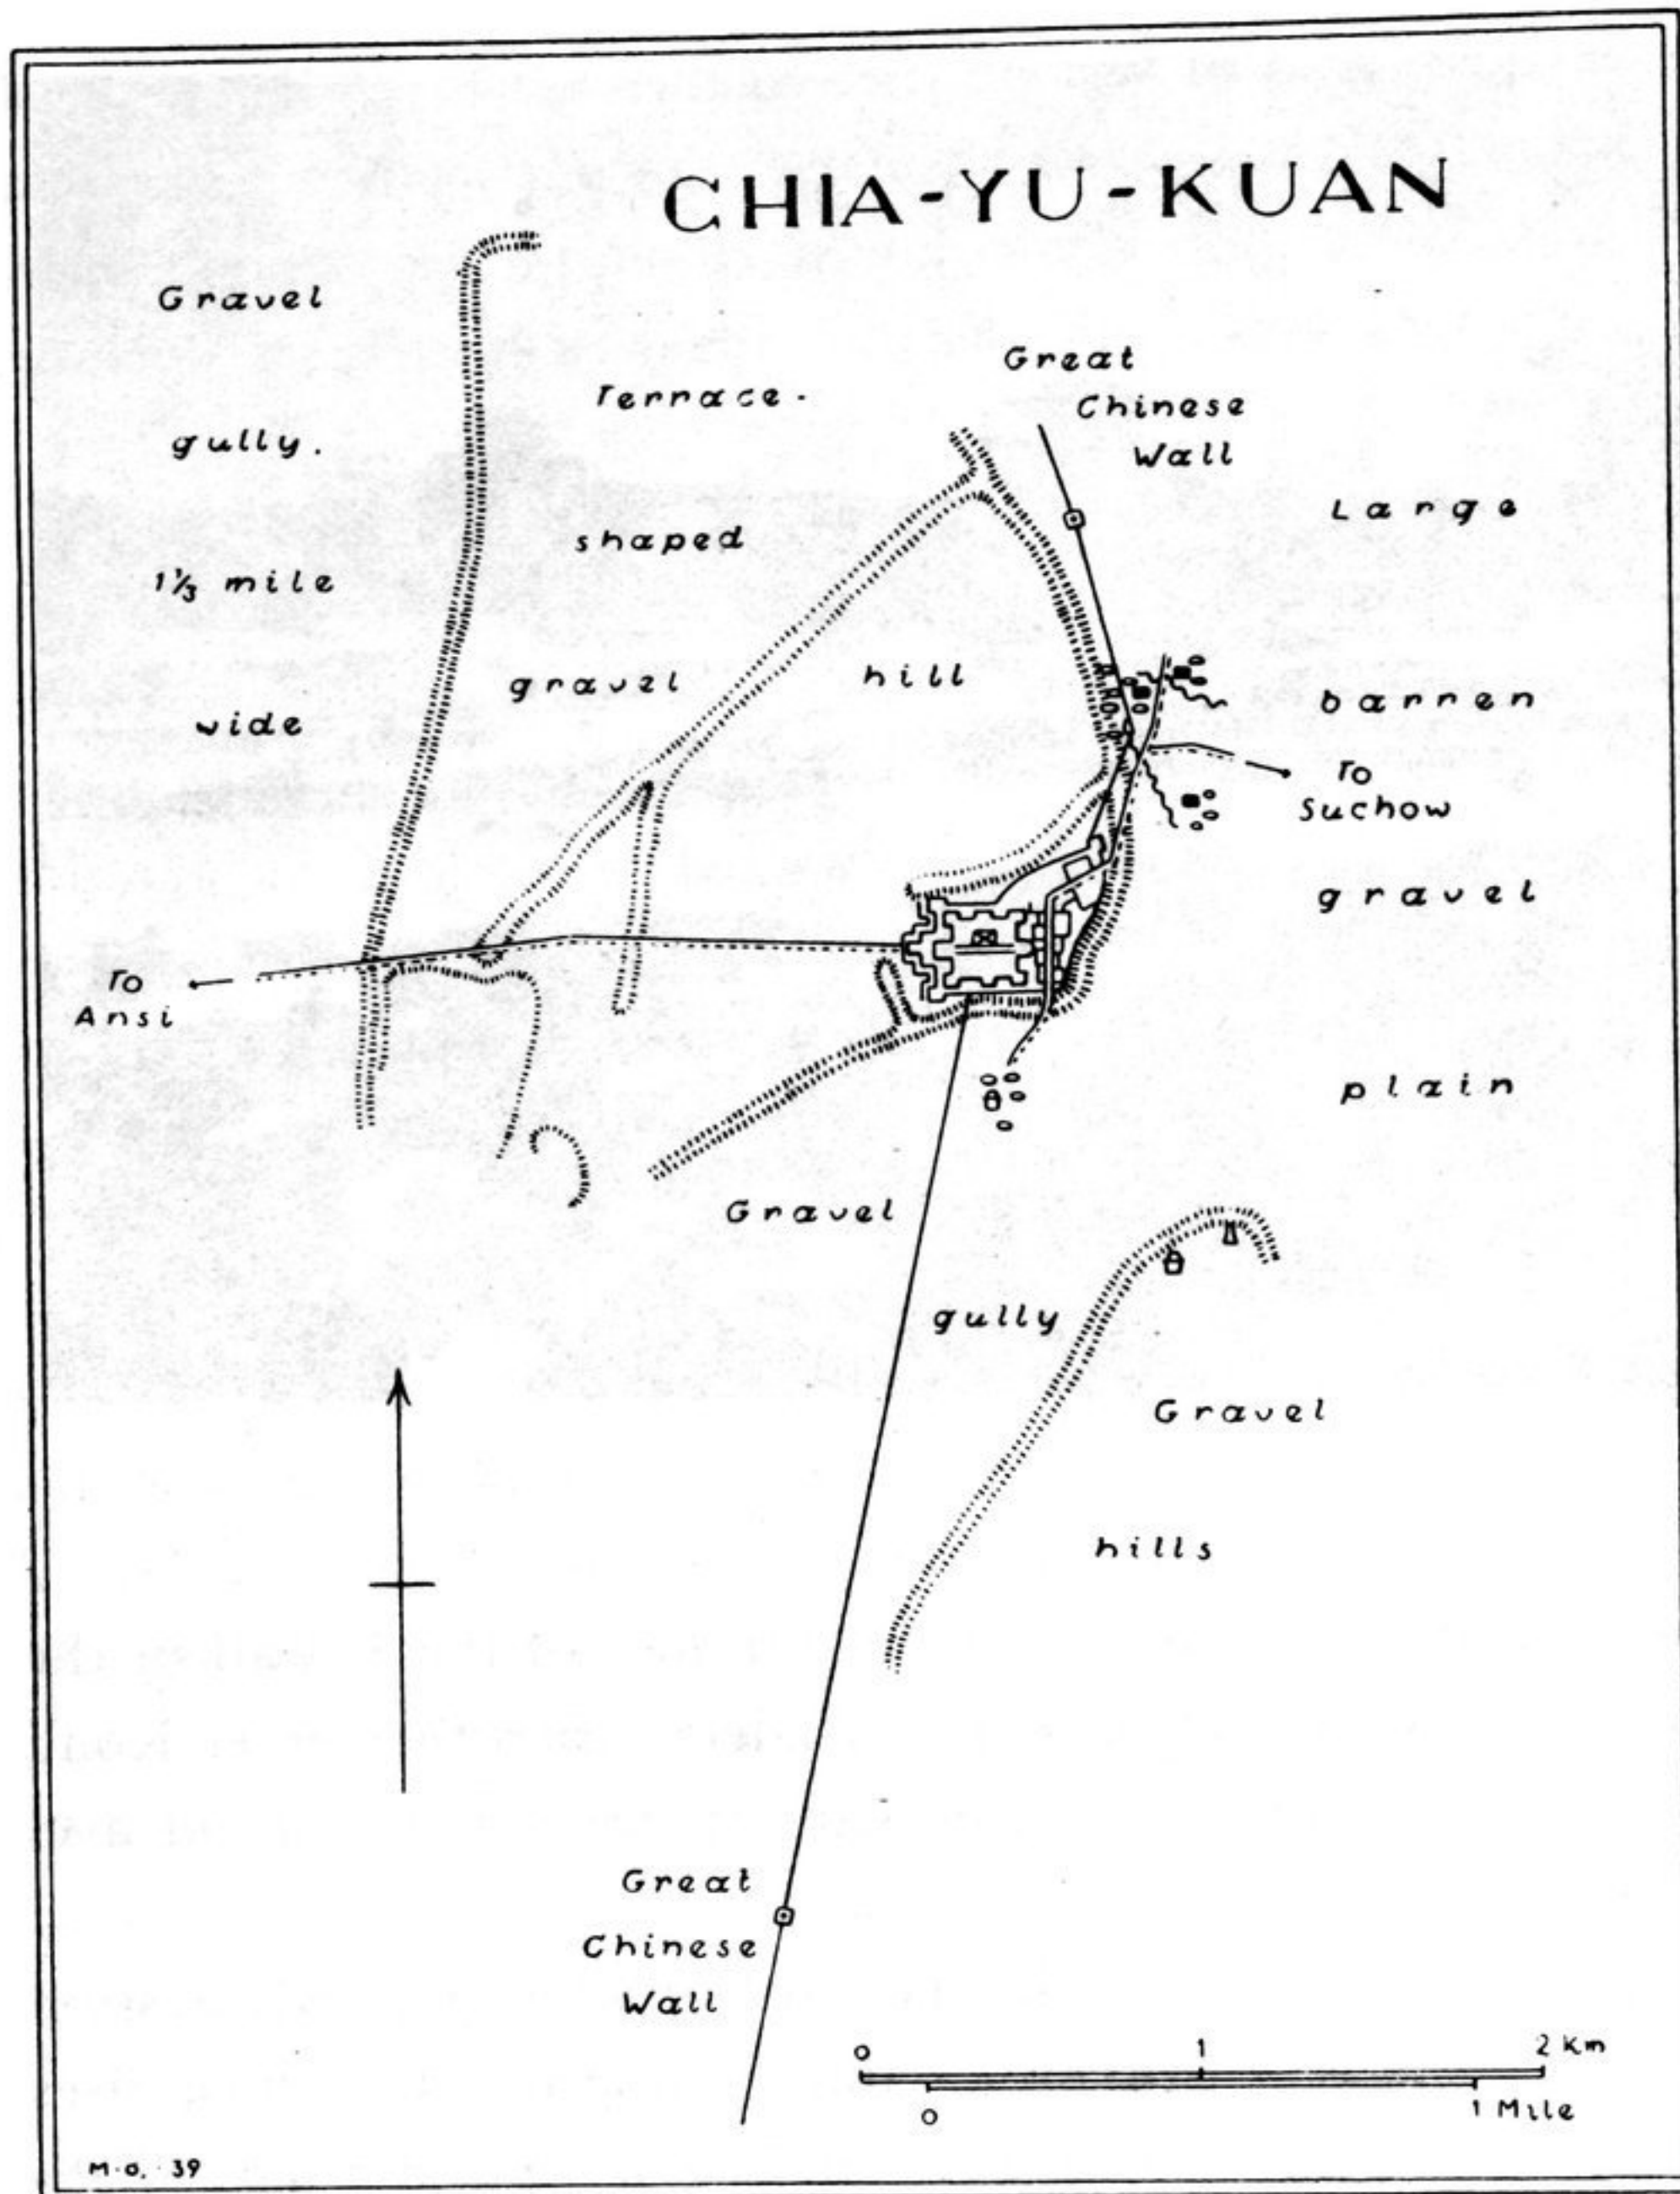 CHIA-YU-KUAN
Gravel
gully.
1⅓ mile
wide
Terrace-
shaped
gravel hill
Great
Chinese
Wall
Large
barren
gravel
plain
To
Suchow
To
Ansi
Gravel
gully
Gravel
hills
Great
Chinese
Wall
0 1 2 Km
0 1 Mile
M.O. 39